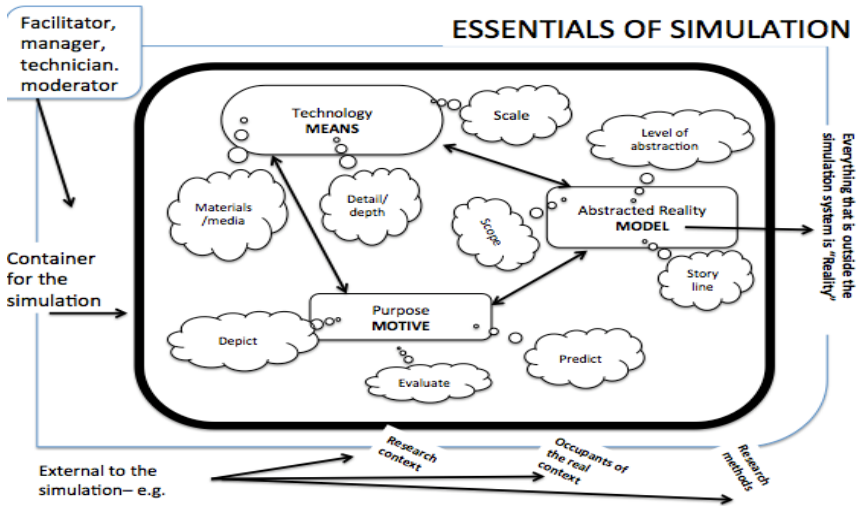 Facilitator,
manager,
technician.
moderator
ESSENTIALS OF SIMULATION
Technology
MEANS
Scale
Level of
abstraction
Materials
/media
Detail/
depth
Scope
Abstracted Reality
MODEL
Story
line
Everything that is outside the
simulation system is "Reality"
Container
for the
simulation
Purpose
MOTIVE
Depict
Evaluate
Predict
External to the
simulation– e.g.
Research
context
Occupants of
the real
context
Research
methods